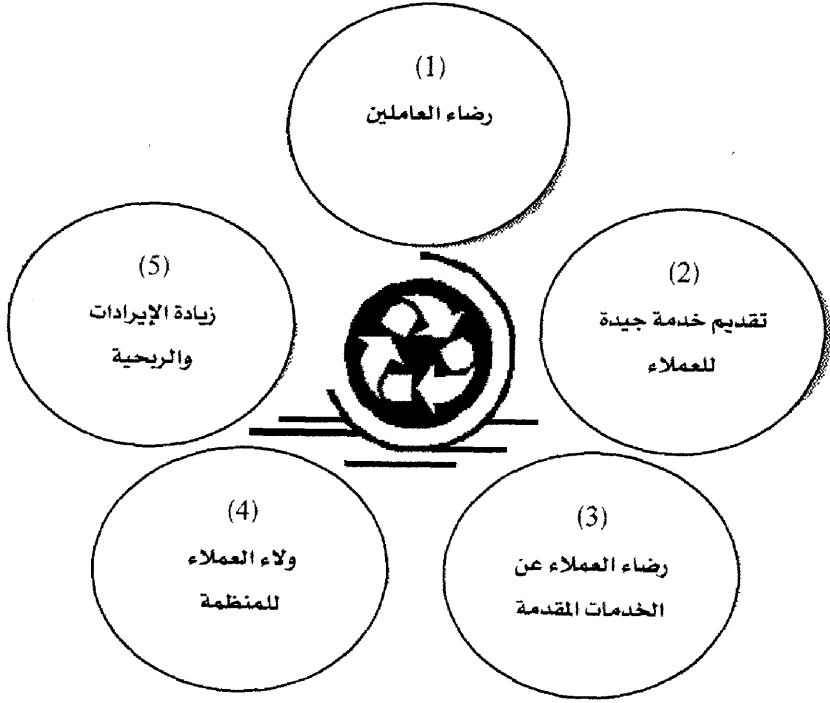 (1)
رضاء العاملين
(2)
تقديم خدمة جيدة
للعملاء
(3)
رضاء العملاء عن
الخدمات المقدمة
(4)
ولاء العملاء
للمنظمة
(5)
زيادة الإيرادات
والربحية